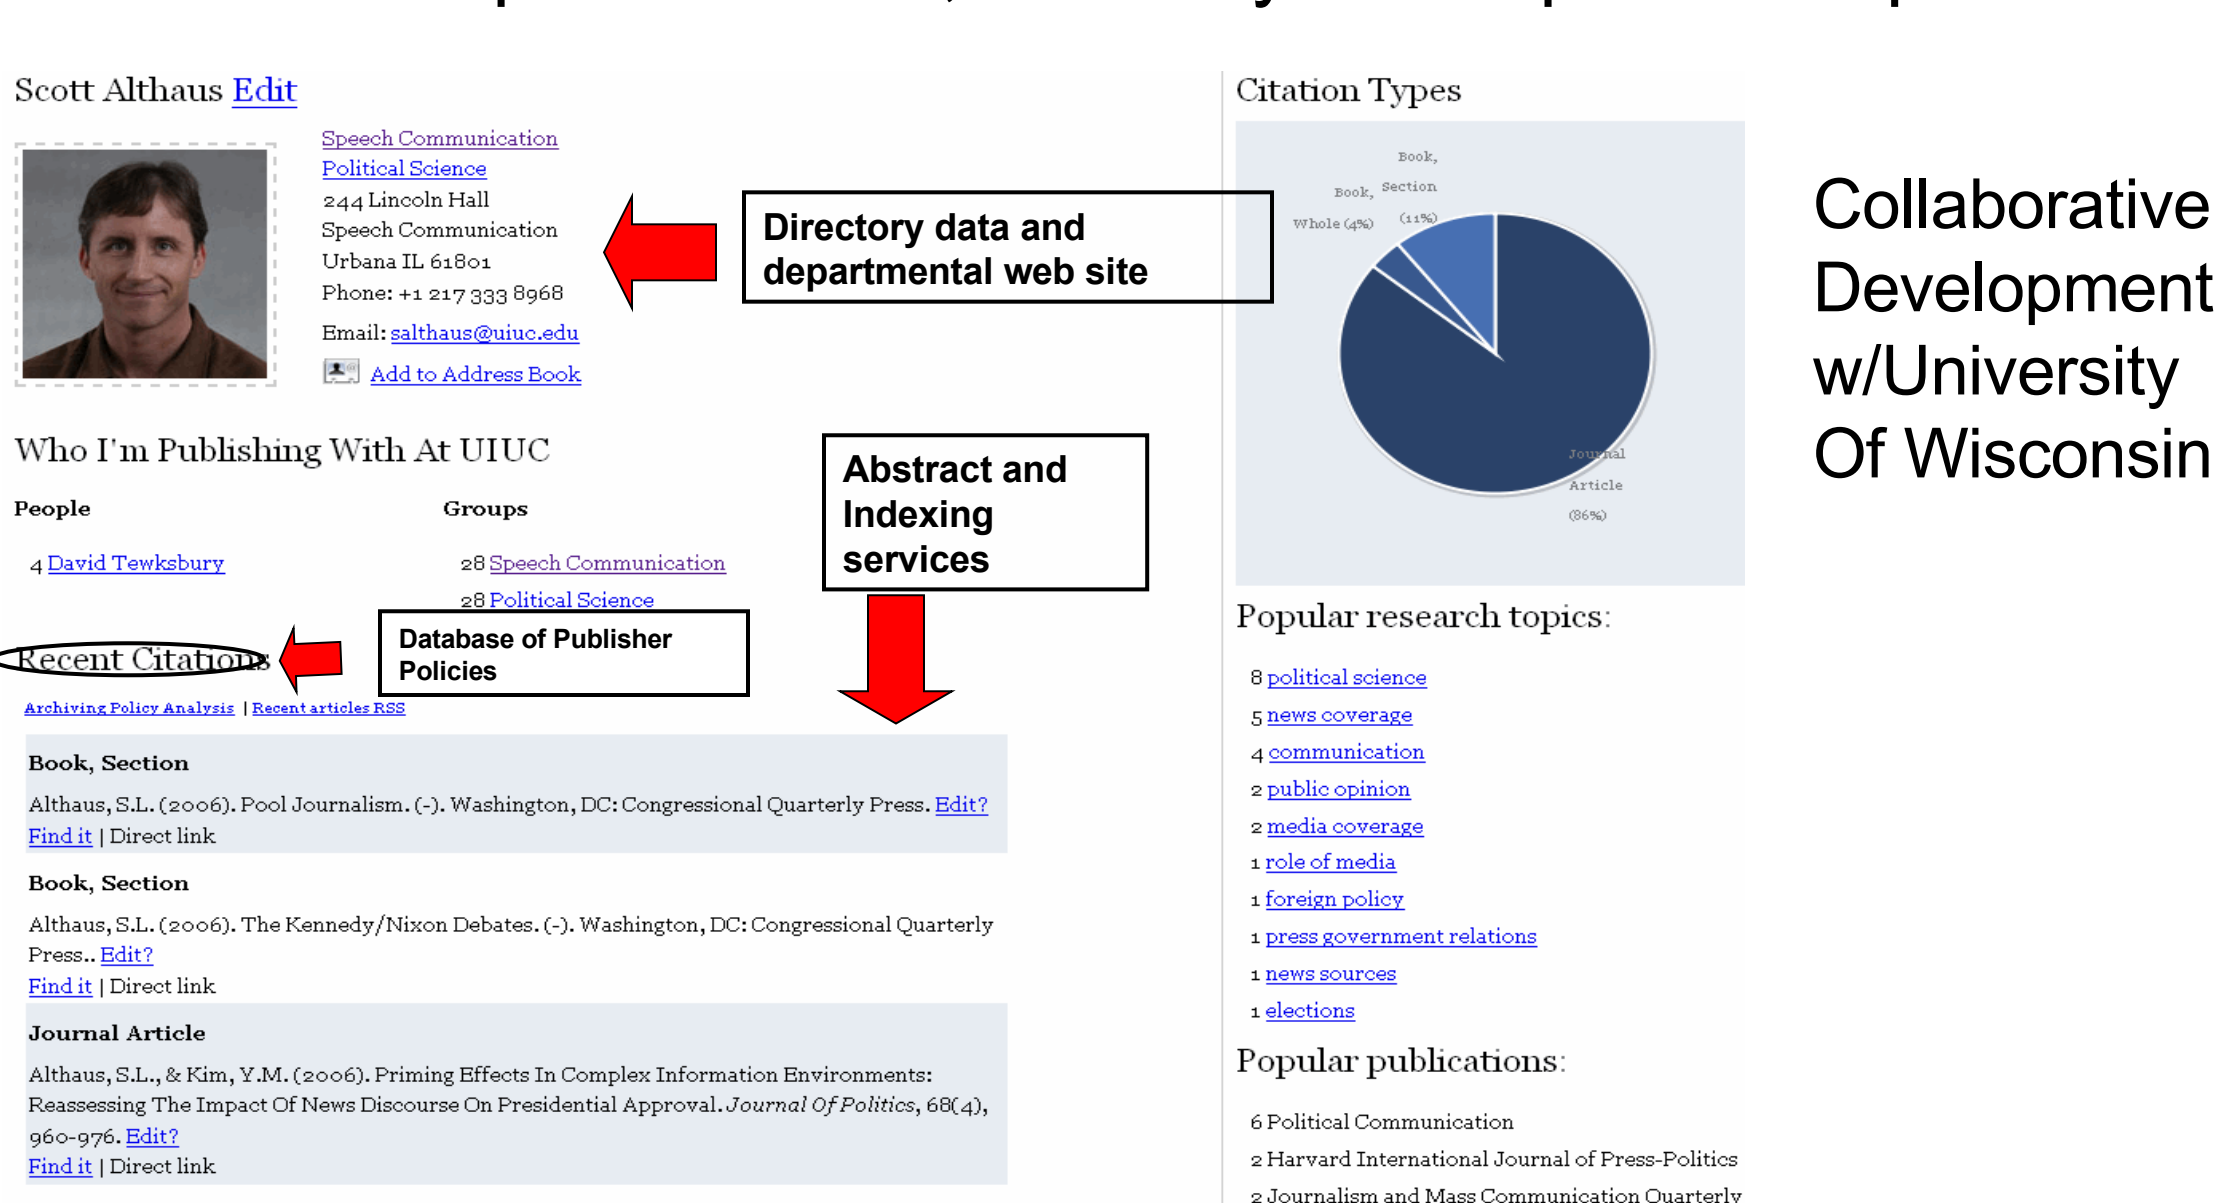 Scott Althaus Edit
Speech Communication
Political Science
244 Lincoln Hall
Speech Communication
Urbana IL 61801
Phone: +1 217 333 8968
Email: salthaus@uiuc.edu
Add to Address Book
Directory data and
departmental web site
Who I'm Publishing With At UIUC
People
4 David Tewksbury
Groups
28 Speech Communication
28 Political Science
Abstract and
Indexing
services
Recent Citations
Database of Publisher
Policies
Archiving Policy Analysis | Recent articles RSS
Book, Section
Althaus, S.L. (2006). Pool Journalism. (-). Washington, DC: Congressional Quarterly Press. Edit?
Find it | Direct link
Book, Section
Althaus, S.L. (2006). The Kennedy/Nixon Debates. (-). Washington, DC: Congressional Quarterly
Press.. Edit?
Find it | Direct link
Journal Article
Althaus, S.L., & Kim, Y.M. (2006). Priming Effects In Complex Information Environments:
Reassessing The Impact Of News Discourse On Presidential Approval. Journal Of Politics, 68(4),
960-976. Edit?
Find it | Direct link
Citation Types
Book,
Section
(11%)
Book,
Whole (4%)
Journal
Article
(86%)
Popular research topics:
8 political science
5 news coverage
4 communication
2 public opinion
2 media coverage
1 role of media
1 foreign policy
1 press government relations
1 news sources
1 elections
Popular publications:
6 Political Communication
2 Harvard International Journal of Press-Politics
2 Journalism and Mass Communication Quarterly
Collaborative
Development
w/University
Of Wisconsin